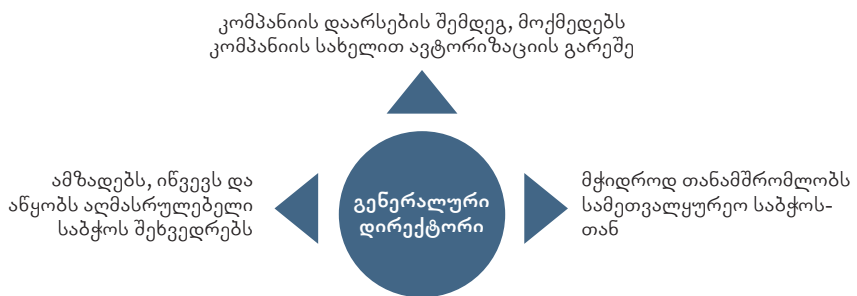 კომპანიის დაარსების შემდეგ, მოქმედებს
კომპანიის სახელით ავტორიზაციის გარეშე
ამზადებს, იწვევს და
აწყობს აღმასრულებელი
საბჭოს შეხვედრებს
გენერალური
დირექტორი
მჭიდროდ თანამშრომლობს
სამეთვალყურეო საბჭოს-
თან